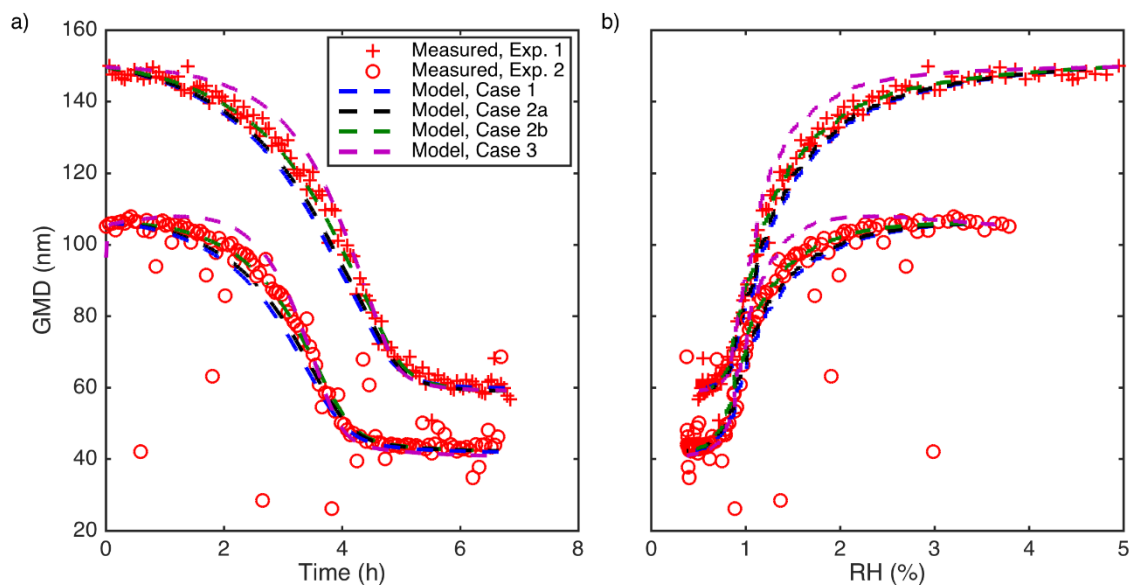 a)
b)
160
140
120
100
80
60
40
20
GMD (nm)
Measured, Exp. 1
Measured, Exp. 2
Model, Case 1
Model, Case 2a
Model, Case 2b
Model, Case 3
0 2 4 6 8
Time (h)
0 1 2 3 4 5
RH (%)